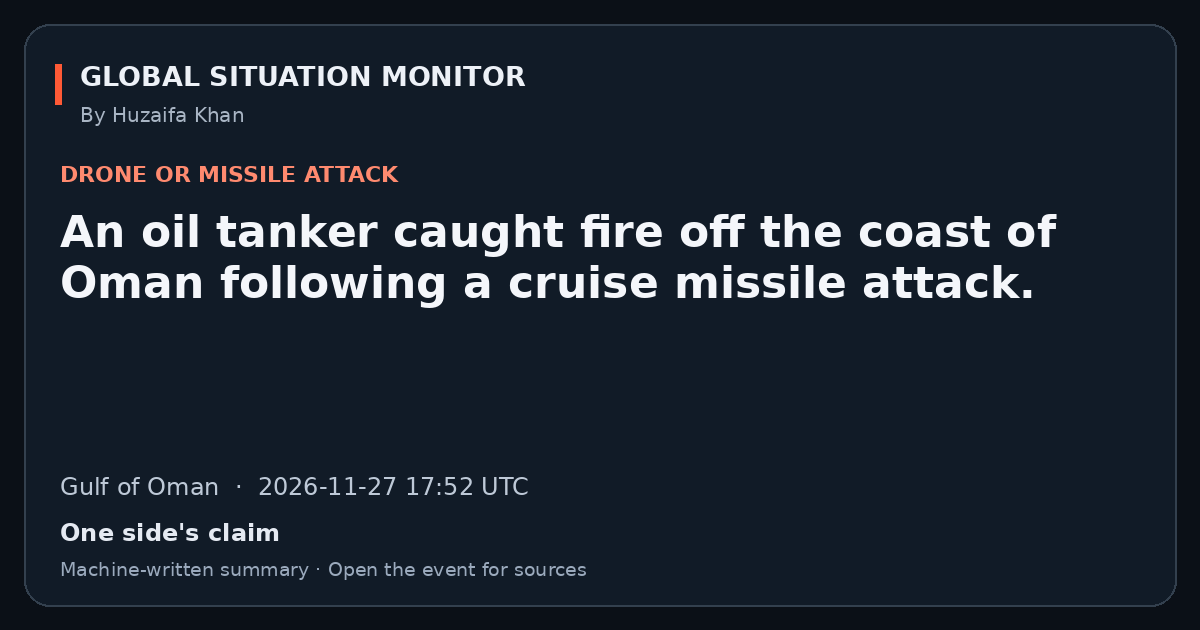 GLOBAL SITUATION MONITOR
By Huzaifa Khan
DRONE OR MISSILE ATTACK
An oil tanker caught fire off the coast of
Oman following a cruise missile attack.
Gulf of Oman · 2026-11-27 17:52 UTC
One side's claim
Machine-written summary · Open the event for sources